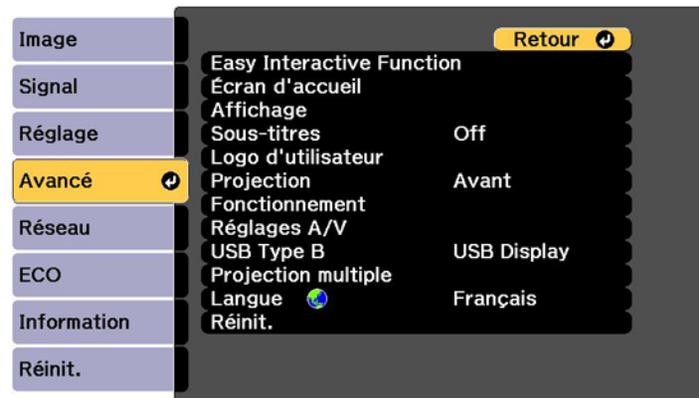 Image
Signal
Réglage
Avancé
Réseau
ECO
Information
Réinit.
Retour
Easy Interactive Function
Écran d'accueil
Affichage
Sous-titres Off
Logo d'utilisateur
Projection Avant
Fonctionnement
Réglages A/V
USB Type B USB Display
Projection multiple
Langue Français
Réinit.